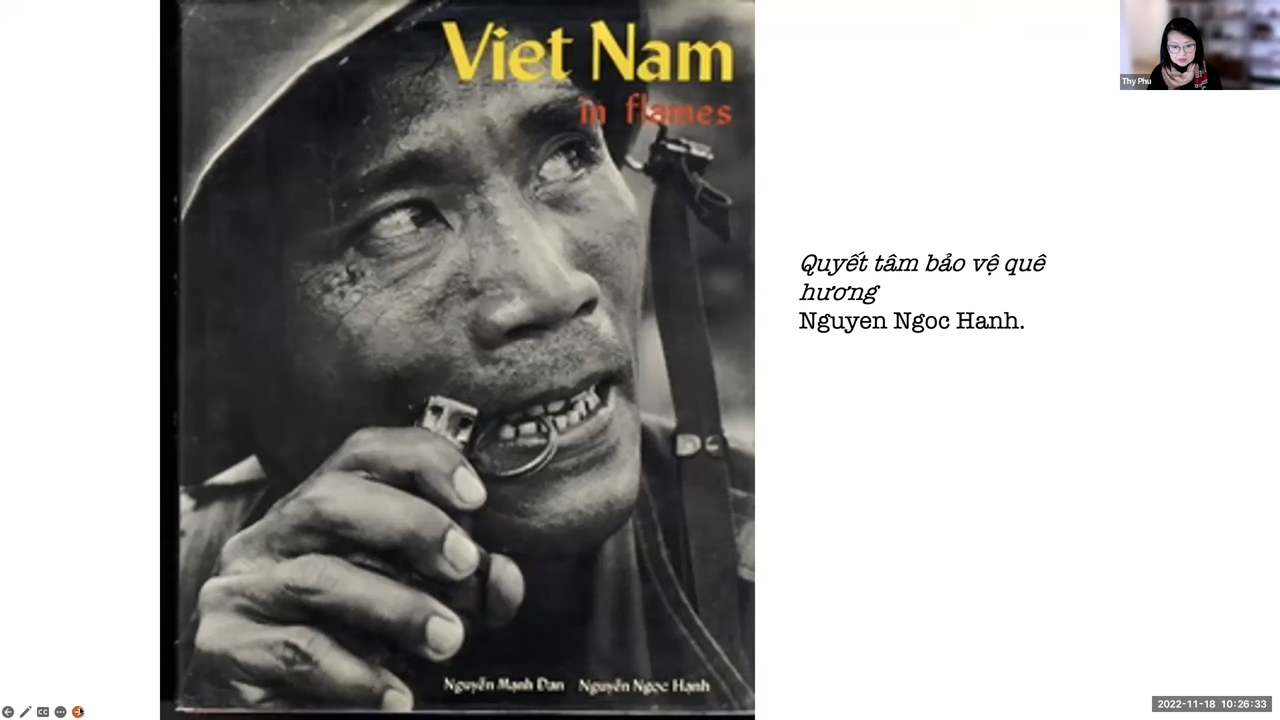 Viet Nam
in flames
Thy Phu
Quyết tâm bảo vệ quê
hương
Nguyen Ngoc Hanh.
Nguyễn Mạnh Đan Nguyễn Ngọc Hạnh
CC
2022-11-18 10:26:33